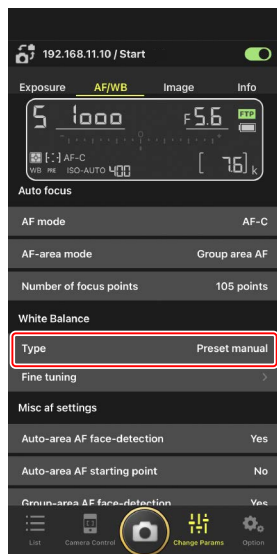 192.168.11.10 / Start
Exposure AF/WB Image Info
S 1000 F5.6 FTP
AF-C
WB PRE ISO-AUTO 400 [ 7.6] k
Auto focus
AF mode AF-C
AF-area mode Group area AF
Number of focus points 105 points
White Balance
Type Preset manual
Fine tuning
Misc af settings
Auto-area AF face-detection Yes
Auto-area AF starting point No
Group-area AF face-detection Yes
List Camera Control Change Params Option